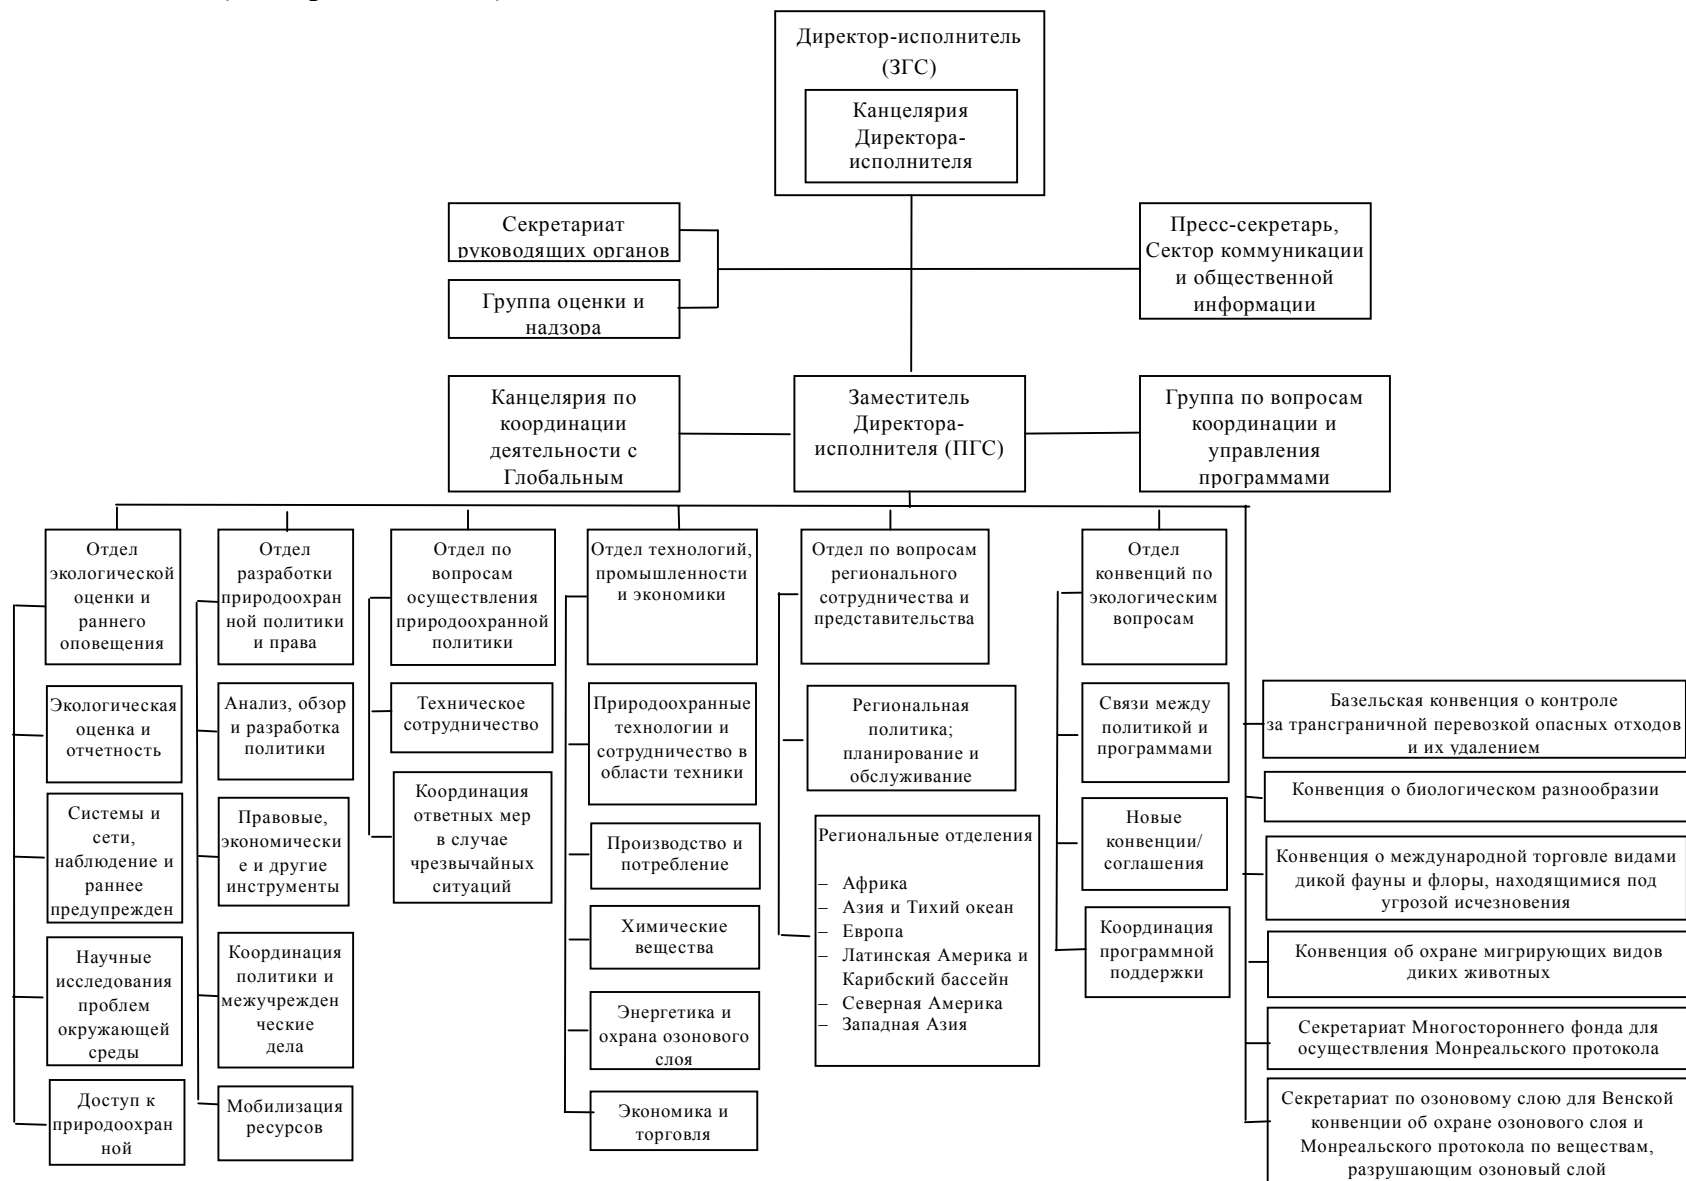 Директор-исполнитель
(ЗГС)
Канцелярия
Директора-
исполнителя
Секретариат
руководящих органов
Группа оценки и
надзора
Пресс-секретарь,
Сектор коммуникации
и общественной
информации
Канцелярия по
координации
деятельности с
Глобальным
Заместитель
Директора-
исполнителя (ПГС)
Группа по вопросам
координации и
управления
программами
Отдел
экологической
оценки и
раннего
оповещения
Экологическая
оценка и
отчетность
Системы и
сети,
наблюдение и
раннее
предупрежден
Научные
исследования
проблем
окружающей
среды
Доступ к
природоохран
ной
Отдел
разработки
природоохран
ной политики
и права
Анализ, обзор
и разработка
политики
Правовые,
экономически
е и другие
инструменты
Координация
политики и
межучрежден
ческие
дела
Мобилизация
ресурсов
Отдел по
вопросам
осуществления
природоохранной
политики
Техническое
сотрудничество
Координация
ответных мер
в случае
чрезвычайных
ситуаций
Отдел технологий,
промышленности
и экономики
Природоохранные
технологии и
сотрудничество в
области техники
Производство и
потребление
Химические
вещества
Энергетика и
охрана озонового
слоя
Экономика и
торговля
Отдел по вопросам
регионального
сотрудничества и
представительства
Региональная
политика;
планирование и
обслуживание
Региональные отделения
– Африка
– Азия и Тихий океан
– Европа
– Латинская Америка и
Карибский бассейн
– Северная Америка
– Западная Азия
Отдел
конвенций по
экологическим
вопросам
Связи между
политикой и
программами
Новые
конвенции/
соглашения
Координация
программной
поддержки
Базельская конвенция о контроле
за трансграничной перевозкой опасных отходов
и их удалением
Конвенция о биологическом разнообразии
Конвенция о международной торговле видами
дикой фауны и флоры, находящимися под
угрозой исчезновения
Конвенция об охране мигрирующих видов
диких животных
Секретариат Многостороннего фонда для
осуществления Монреальского протокола
Секретариат по озоновому слою для Венской
конвенции об охране озонового слоя и
Монреальского протокола по веществам,
разрушающим озоновый слой